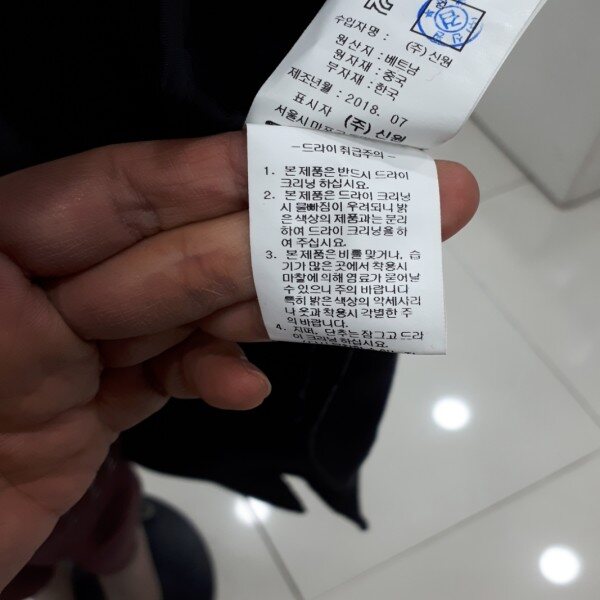 수입자명 : (주) 신원
원산지 : 베트남
원자재 : 중국
부자재 : 한국
제조년월 : 2018. 07
표시자 (주) 신원
서울시 마포
- 드라이 취급주의 -
1. 본 제품은 반드시 드라이
크리닝 하십시요.
2. 본 제품은 드라이 크리닝
시 물빠짐이 우려되니 밝
은 색상의 제품과는 분리
하여 드라이 크리닝을 하
여 주십시요.
3. 본 제품은 비를 맞거나, 습
기가 많은 곳에서 착용시
마찰에 의해 염료가 묻어날
수 있으니 주의 바랍니다
특히 밝은 색상의 악세사리
나 옷과 착용시 각별한 주
의 바랍니다.
4. 지퍼, 단추는 잠그고 드라
이 크리닝 하십시요.